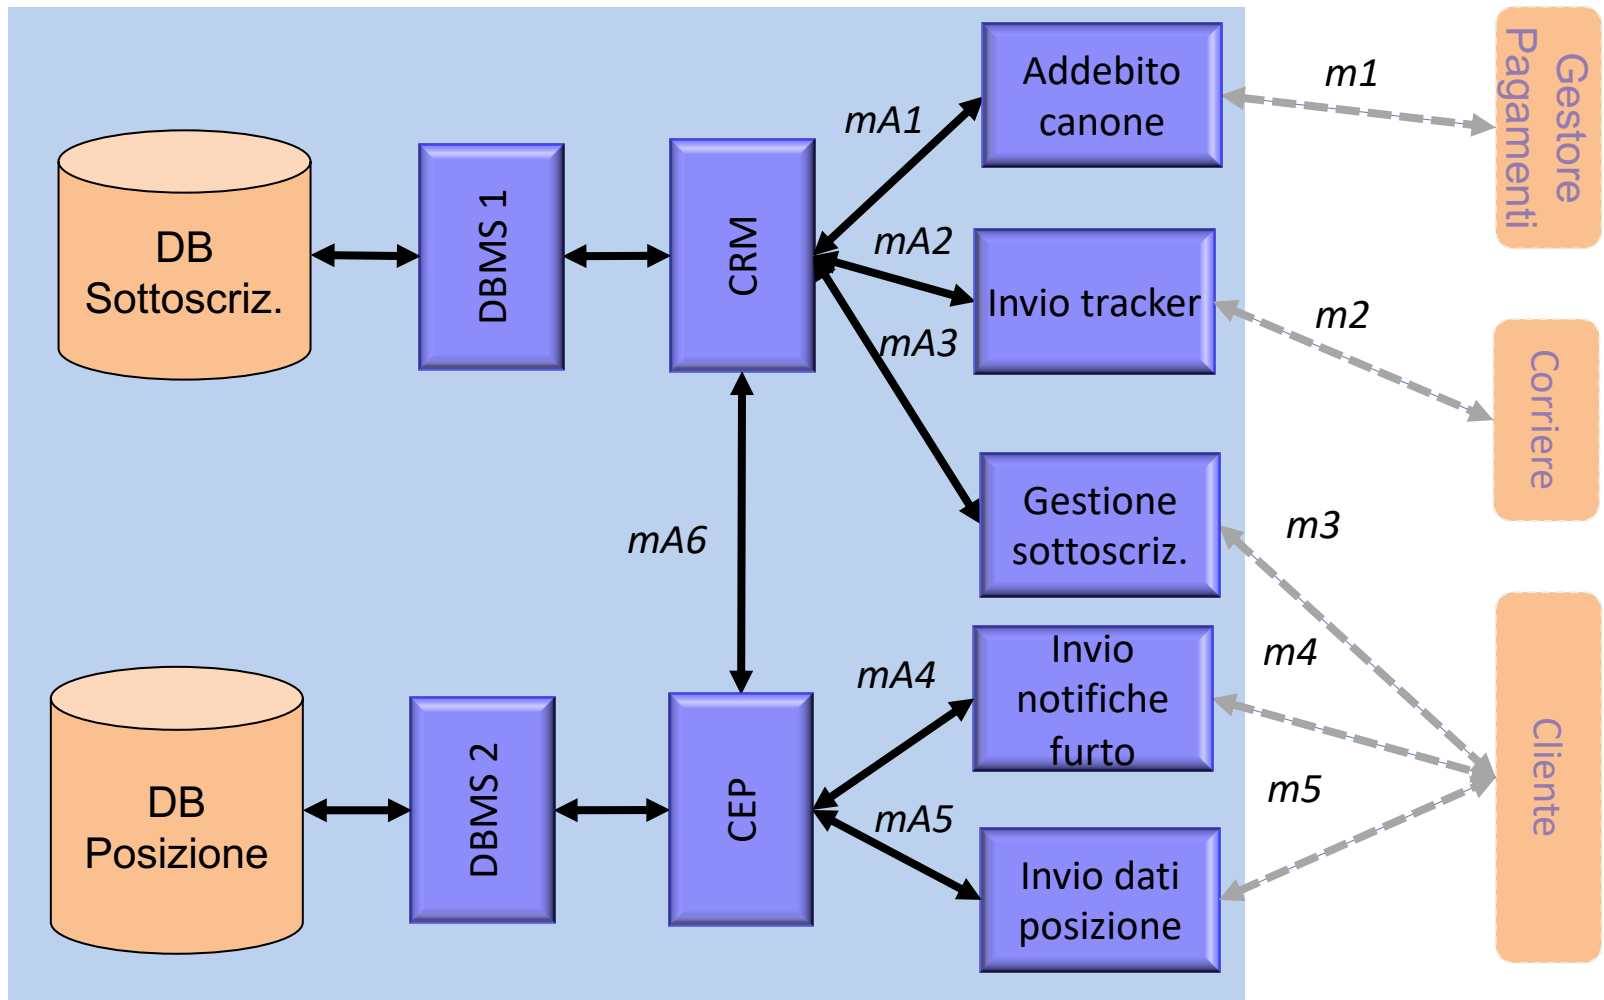 Addebito
canone
m1
Gestore
Pagamenti
mA1
DB
Sottoscriz.
DBMS 1
CRM
mA2
Invio tracker
m2
Corriere
mA3
Gestione
sottoscriz.
m3
mA6
Invio
notifiche
furto
m4
mA4
Cliente
DB
Posizione
DBMS 2
CEP
mA5
m5
Invio dati
posizione